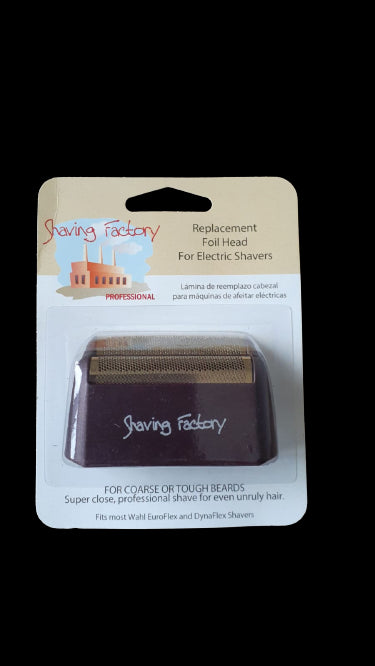 Shaving Factory
PROFESSIONAL
Replacement
Foil Head
For Electric Shavers
Lámina de reemplazo cabezal
para máquinas de afeitar eléctricas
Shaving Factory
FOR COARSE OR TOUGH BEARDS
Super close, professional shave for even unruly hair.
Fits most Wahl EuroFlex and DynaFlex Shavers